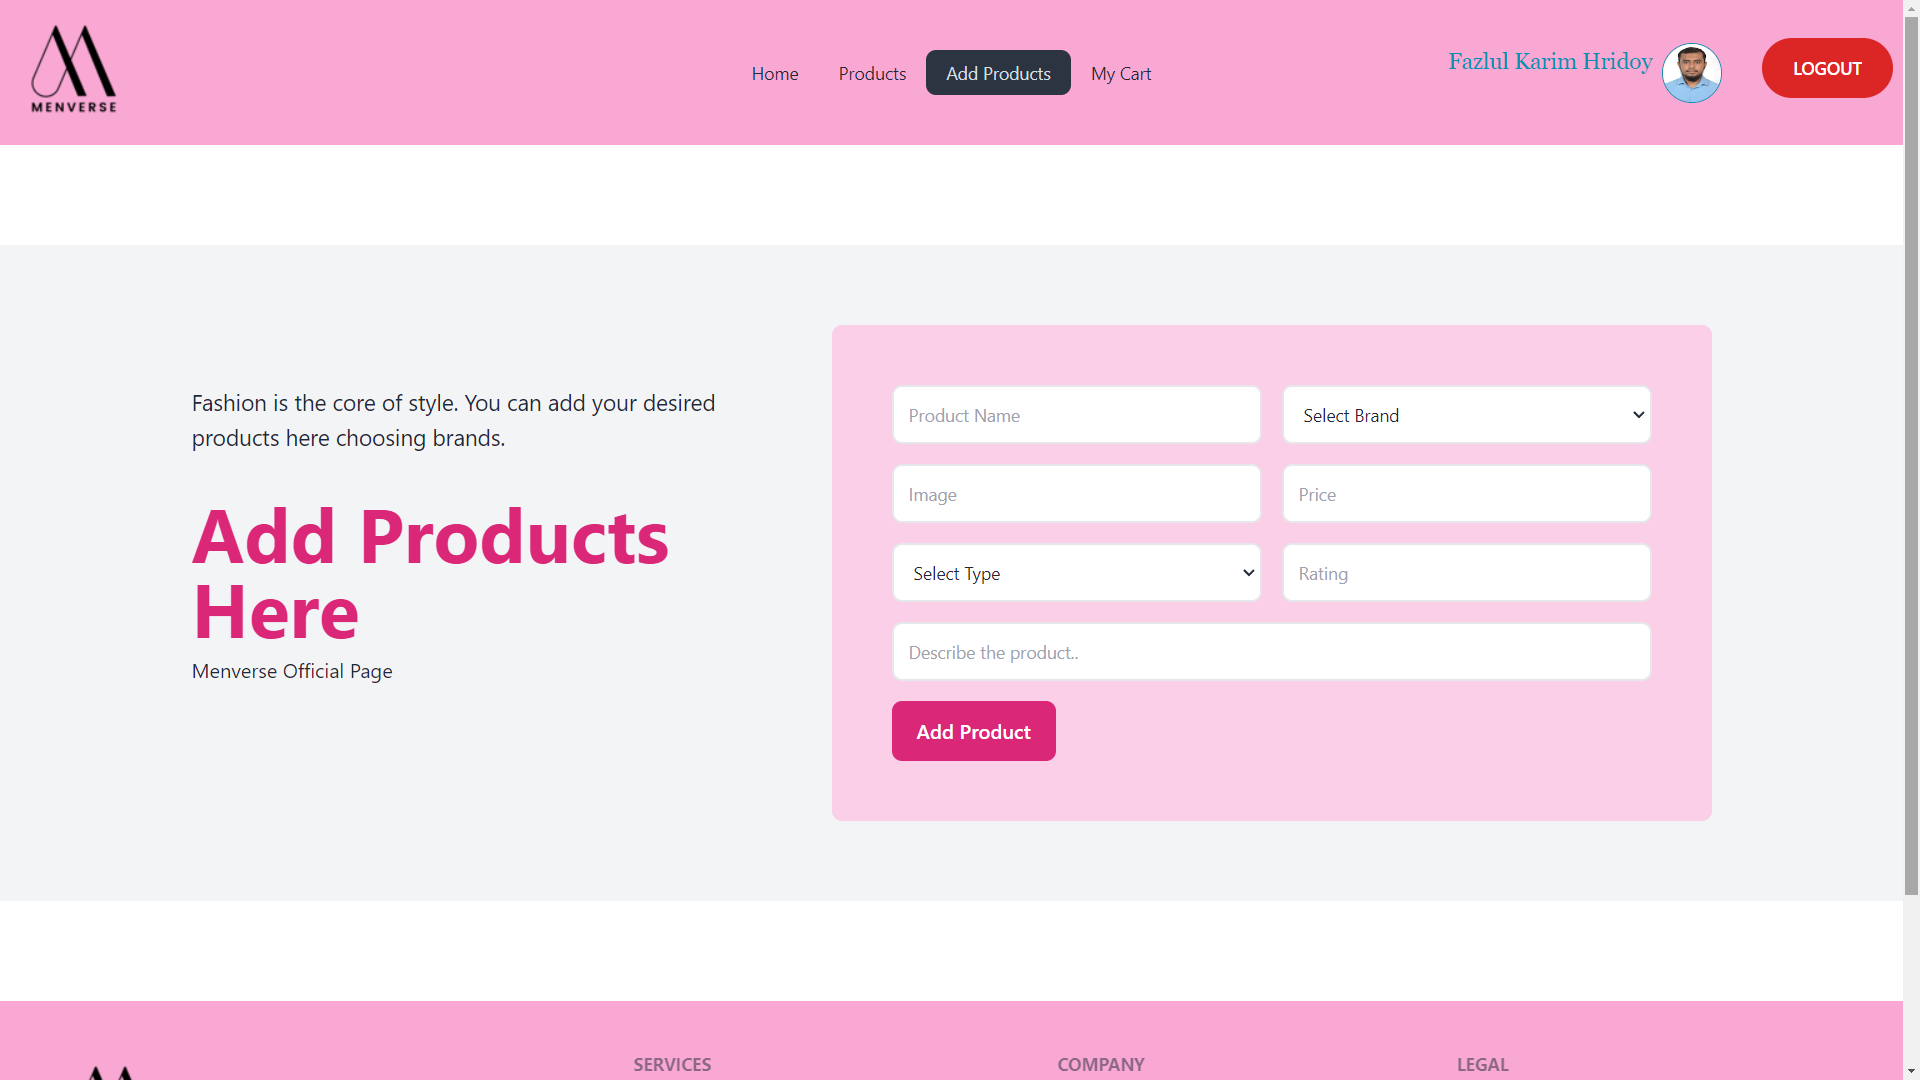 MENVERSE
Home
Products
Add Products
My Cart
Fazlul Karim Hridoy
LOGOUT
Fashion is the core of style. You can add your desired
products here choosing brands.
Add Products
Here
Menverse Official Page
Product Name
Select Brand
Image
Price
Select Type
Rating
Describe the product..
Add Product
SERVICES
COMPANY
LEGAL